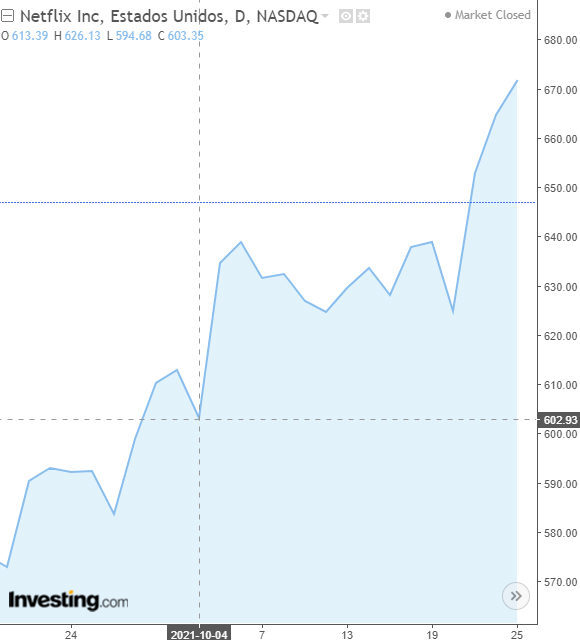 Netflix Inc, Estados Unidos, D, NASDAQ
Market Closed
O 613.39 H 626.13 L 594.68 C 603.35
680.00
670.00
660.00
650.00
640.00
630.00
620.00
610.00
602.93
600.00
590.00
580.00
570.00
Investing.com
24 2021-10-04 7 13 19 25